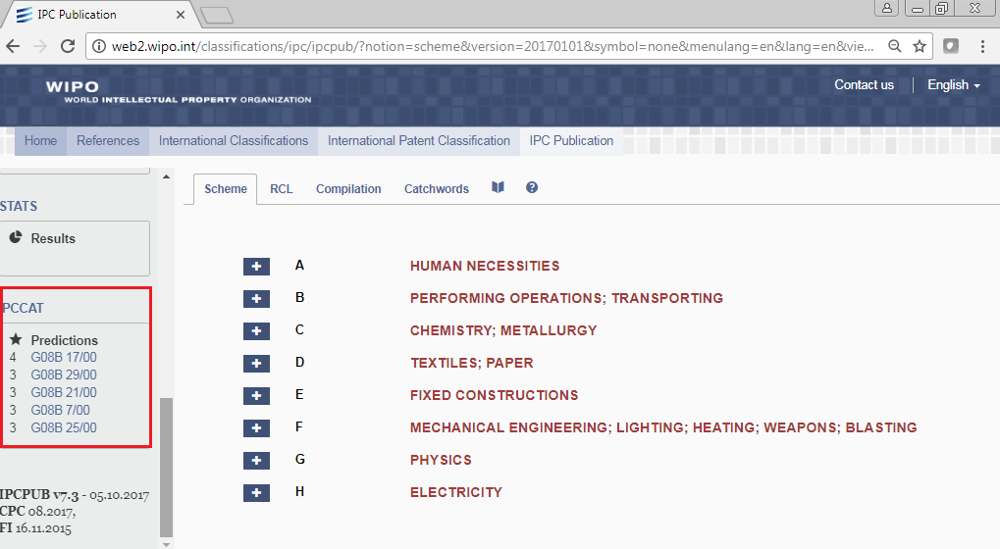 IPC Publication
web2.wipo.int/classifications/ipc/ipcpub/?notion=scheme&version=20170101&symbol=none&menulang=en&lang=en&vie...
WIPO
WORLD INTELLECTUAL PROPERTY ORGANIZATION
Contact us
English
Home
References
International Classifications
International Patent Classification
IPC Publication
STATS
Results
PCCAT
Predictions
4 G08B 17/00
3 G08B 29/00
3 G08B 21/00
3 G08B 7/00
3 G08B 25/00
IPCPUB v7.3 - 05.10.2017
CPC 08.2017,
FI 16.11.2015
Scheme
RCL
Compilation
Catchwords
A HUMAN NECESSITIES
B PERFORMING OPERATIONS; TRANSPORTING
C CHEMISTRY; METALLURGY
D TEXTILES; PAPER
E FIXED CONSTRUCTIONS
F MECHANICAL ENGINEERING; LIGHTING; HEATING; WEAPONS; BLASTING
G PHYSICS
H ELECTRICITY